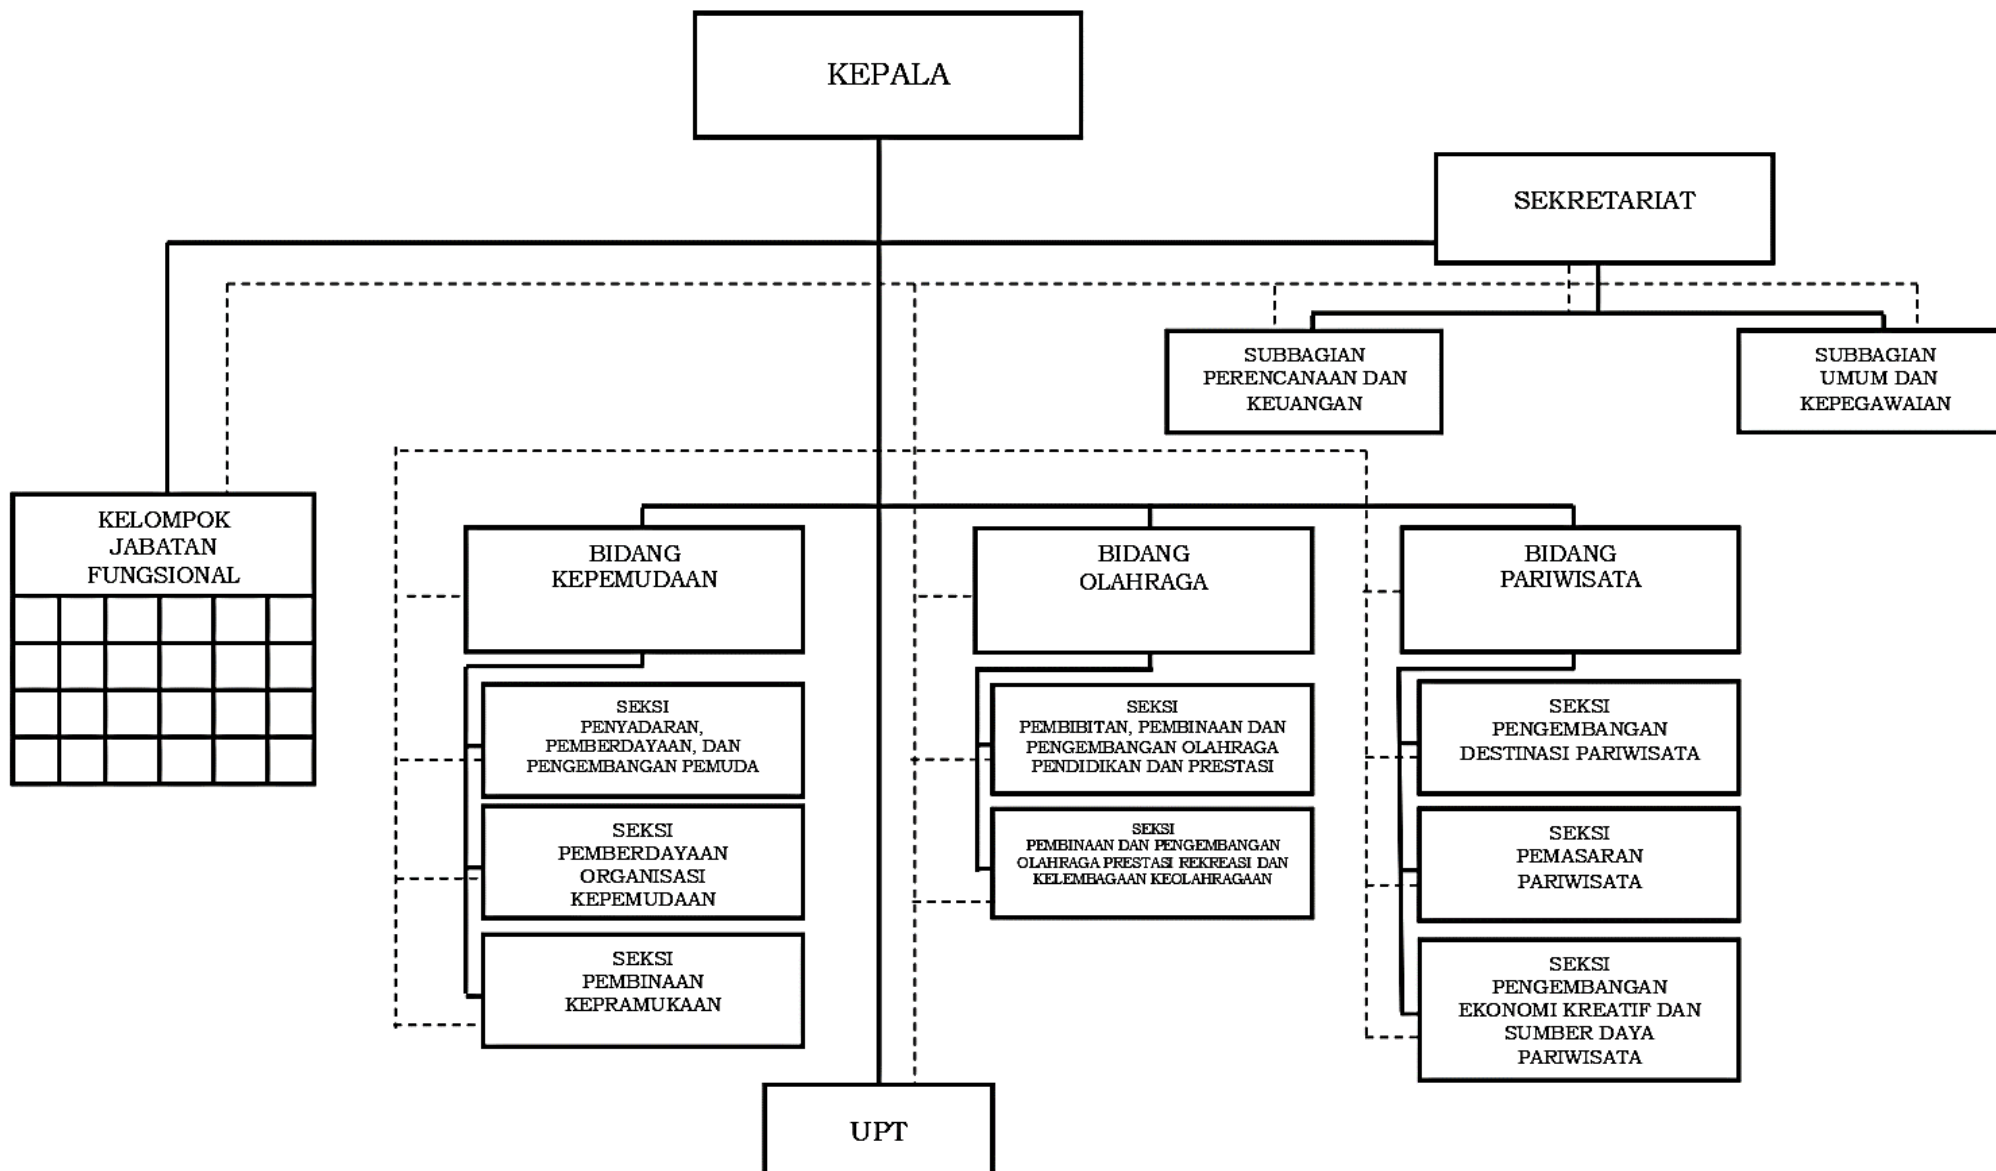 KEPALA
SEKRETARIAT
SUBBAGIAN
PERENCANAAN DAN
KEUANGAN
SUBBAGIAN
UMUM DAN
KEPEGAWAIAN
KELOMPOK
JABATAN
FUNGSIONAL
BIDANG
KEPEMUDAAN
BIDANG
OLAHRAGA
BIDANG
PARIWISATA
SEKSI
PENYADARAN,
PEMBERDAYAAN, DAN
PENGEMBANGAN PEMUDA
SEKSI
PEMBERDAYAAN
ORGANISASI
KEPEMUDAAN
SEKSI
PEMBINAAN
KEPRAMUKAAN
SEKSI
PEMBIBITAN, PEMBINAAN DAN
PENGEMBANGAN OLAHRAGA
PENDIDIKAN DAN PRESTASI
SEKSI
PEMBINAAN DAN PENGEMBANGAN
OLAHRAGA PRESTASI REKREASI DAN
KELEMBAGAAN KEOLAHRAGAAN
SEKSI
PENGEMBANGAN
DESTINASI PARIWISATA
SEKSI
PEMASARAN
PARIWISATA
SEKSI
PENGEMBANGAN
EKONOMI KREATIF DAN
SUMBER DAYA
PARIWISATA
UPT